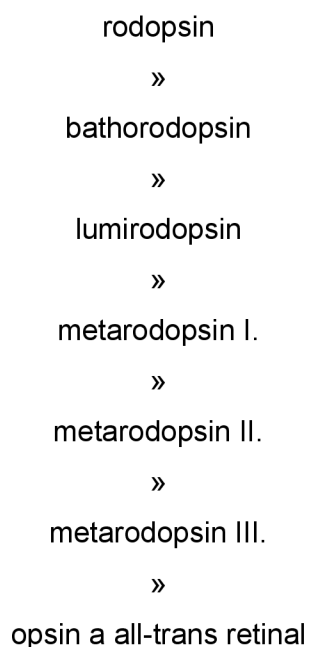 rodopsin
»
bathorodopsin
»
lumirodopsin
»
metarodopsin I.
»
metarodopsin II.
»
metarodopsin III.
»
opsin a all-trans retinal